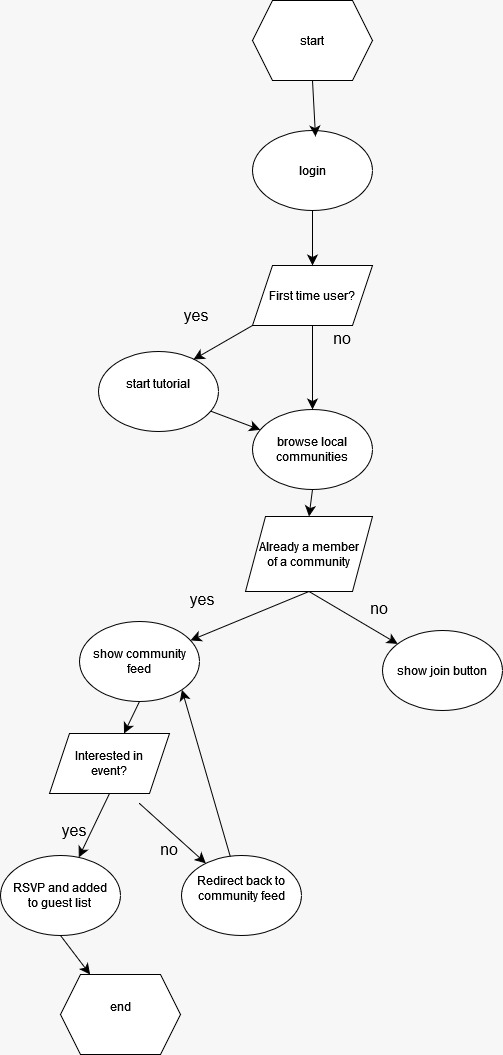 start
login
First time user?
yes
no
start tutorial
browse local
communities
Already a member
of a community
yes
no
show community
feed
show join button
Interested in
event?
yes
no
RSVP and added
to guest list
Redirect back to
community feed
end